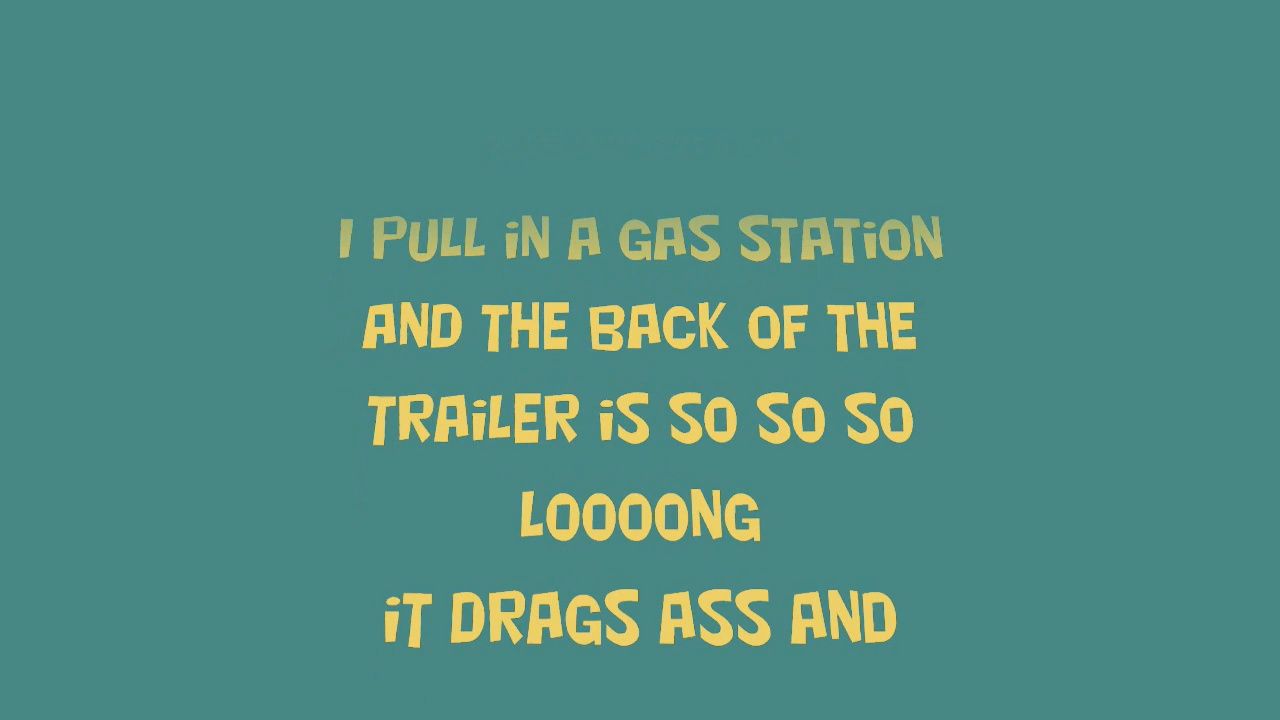 I PULL iN A GAS STATiON
AND THE BACK OF THE
TRAiLER iS SO SO SO
LOOOONG
iT DRAGS ASS AND